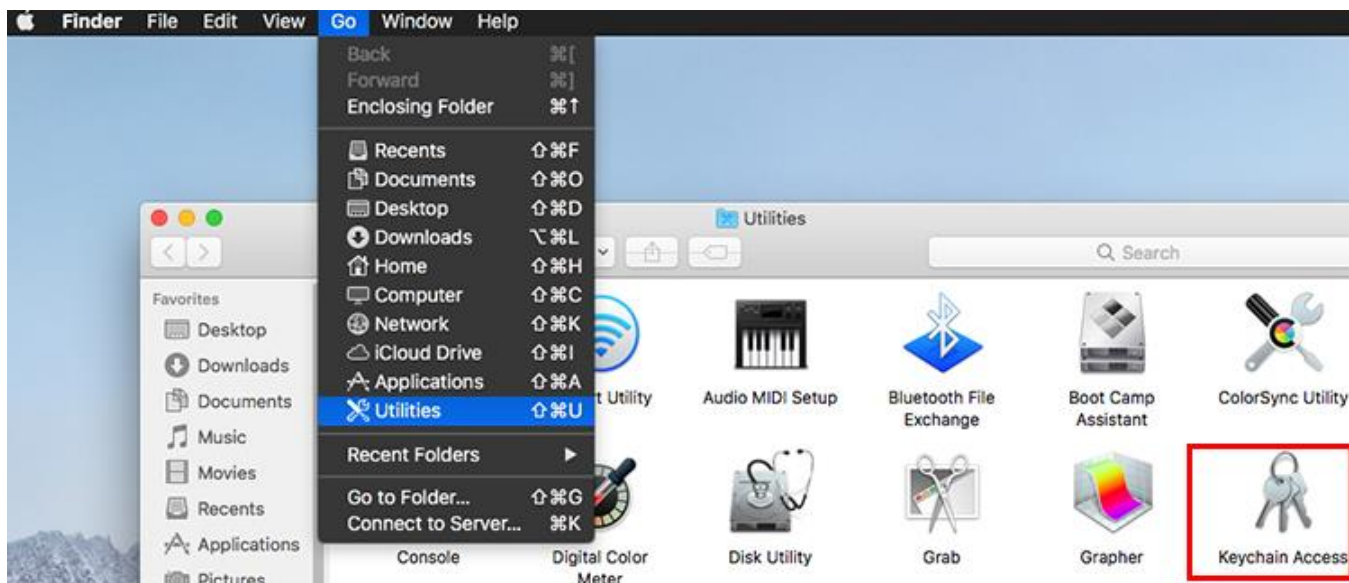 Finder File Edit View Go Window Help
Back ⌘[
Forward ⌘]
Enclosing Folder ⌘↑
Recents ⇧⌘F
Documents ⇧⌘O
Desktop ⇧⌘D
Downloads ⌥⌘L
Home ⇧⌘H
Computer ⇧⌘C
Network ⇧⌘K
iCloud Drive ⇧⌘I
Applications ⇧⌘A
Utilities ⇧⌘U
Recent Folders ▶
Go to Folder... ⇧⌘G
Connect to Server... ⌘K
Utilities
Search
Favorites
Desktop
Downloads
Documents
Music
Movies
Recents
Applications
Pictures
Utility
Audio MIDI Setup
Bluetooth File
Exchange
Boot Camp
Assistant
ColorSync Utility
Console
Digital Color
Meter
Disk Utility
Grab
Grapher
Keychain Access